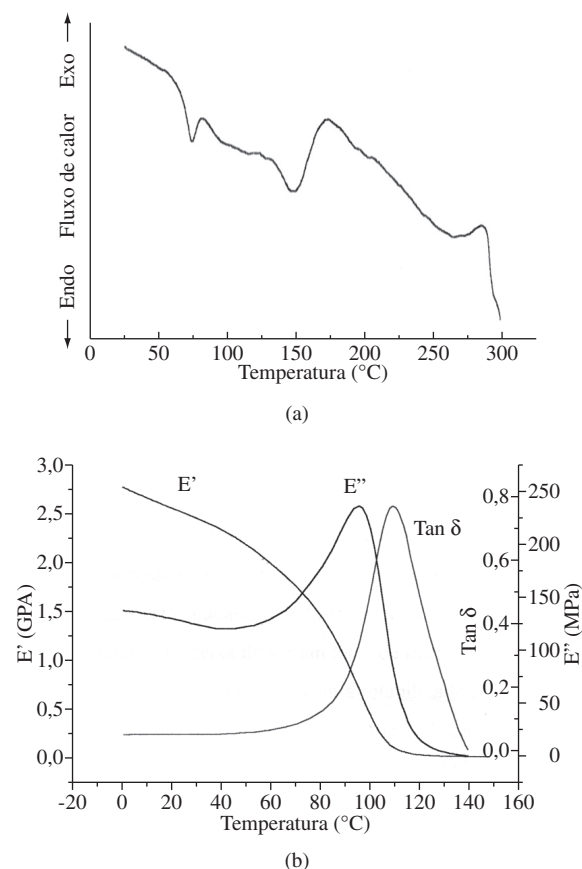 Exo
Fluxo de calor
Endo
0 50 100 150 200 250 300
Temperatura (°C)
(a)
3,0
2,5
2,0
1,5
1,0
0,5
0,0
E' (GPA)
E'
E"
Tan δ
0,8
0,6
0,4
0,2
0,0
Tan δ
250
200
150
100
50
0
E" (MPa)
-20 0 20 40 60 80 100 120 140 160
Temperatura (°C)
(b)